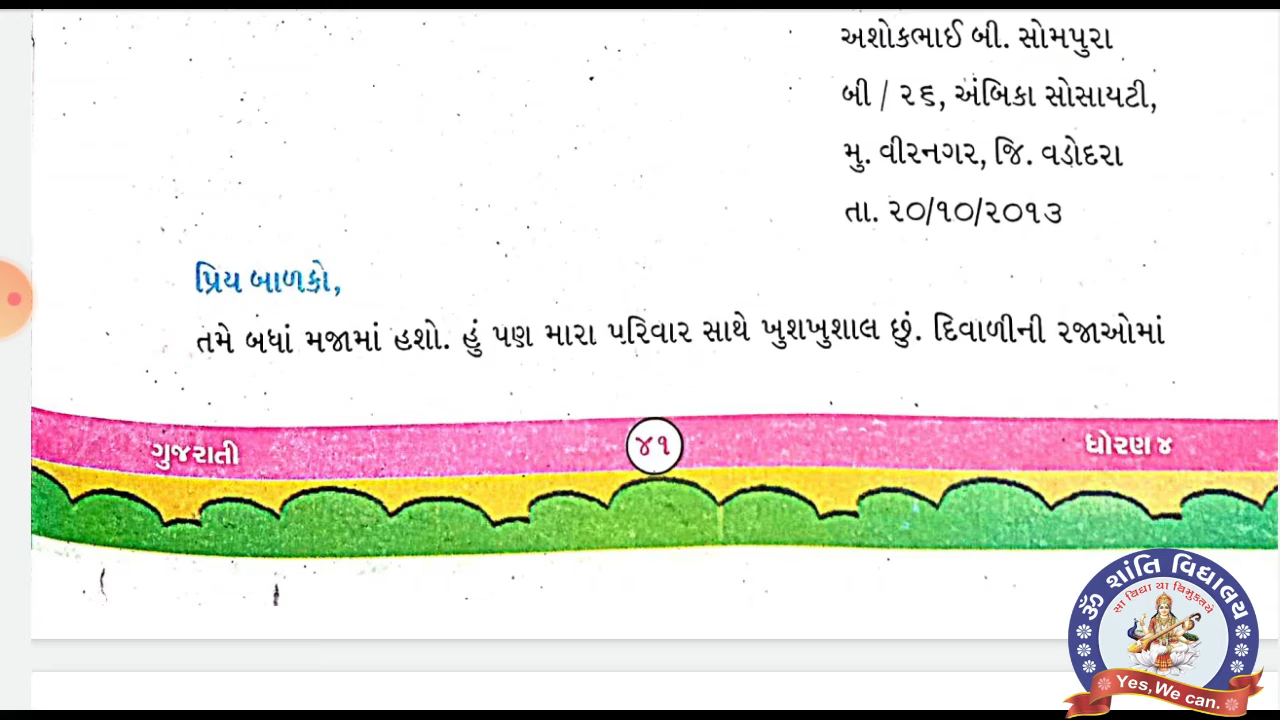 અશોકભાઈ બી. સોમપુરા
બી / ૨૬, અંબિકા સોસાયટી,
મુ. વીરનગર, જિ. વડોદરા
તા. ૨૦/૧૦/૨૦૧૩
પ્રિય બાળકો,
તમે બધાં મજામાં હશો. હું પણ મારા પરિવાર સાથે ખુશખુશાલ છું. દિવાળીની રજાઓમાં
ગુજરાતી
૪૧
ધોરણ ૪
ૐ શાંતિ વિદ્યાલય
સા વિદ્યા યા વિમુક્તયે
Yes, We can.